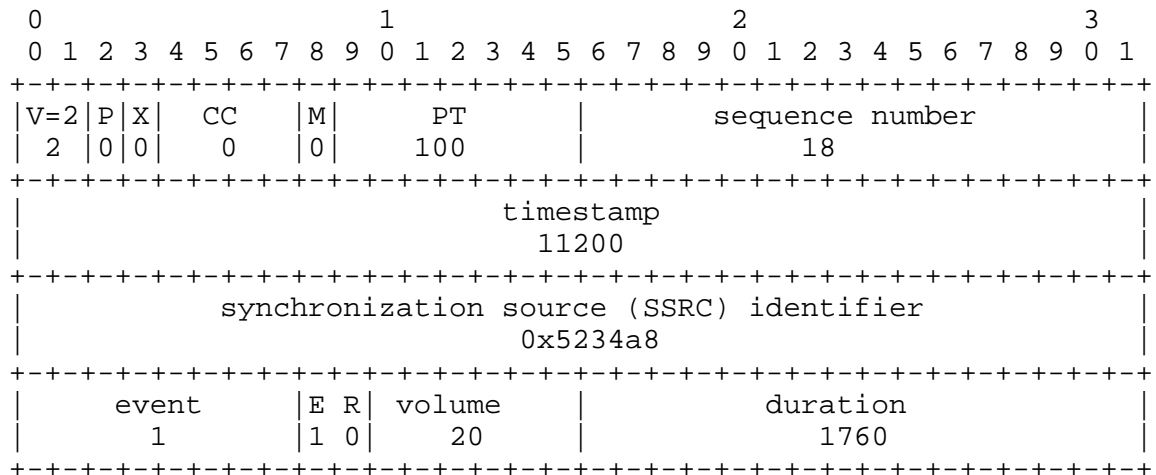 0                   1                   2                   3
 0 1 2 3 4 5 6 7 8 9 0 1 2 3 4 5 6 7 8 9 0 1 2 3 4 5 6 7 8 9 0 1
+-+-+-+-+-+-+-+-+-+-+-+-+-+-+-+-+-+-+-+-+-+-+-+-+-+-+-+-+-+-+-+-+
|V=2|P|X|  CC   |M|     PT      |       sequence number         |
| 2 |0|0|   0   |0|    100      |            18                 |
+-+-+-+-+-+-+-+-+-+-+-+-+-+-+-+-+-+-+-+-+-+-+-+-+-+-+-+-+-+-+-+-+
|                           timestamp                           |
|                             11200                             |
+-+-+-+-+-+-+-+-+-+-+-+-+-+-+-+-+-+-+-+-+-+-+-+-+-+-+-+-+-+-+-+-+
|           synchronization source (SSRC) identifier            |
|                            0x5234a8                           |
+-+-+-+-+-+-+-+-+-+-+-+-+-+-+-+-+-+-+-+-+-+-+-+-+-+-+-+-+-+-+-+-+
|     event     |E R| volume    |          duration             |
|       1       |1 0|     20    |             1760              |
+-+-+-+-+-+-+-+-+-+-+-+-+-+-+-+-+-+-+-+-+-+-+-+-+-+-+-+-+-+-+-+-+